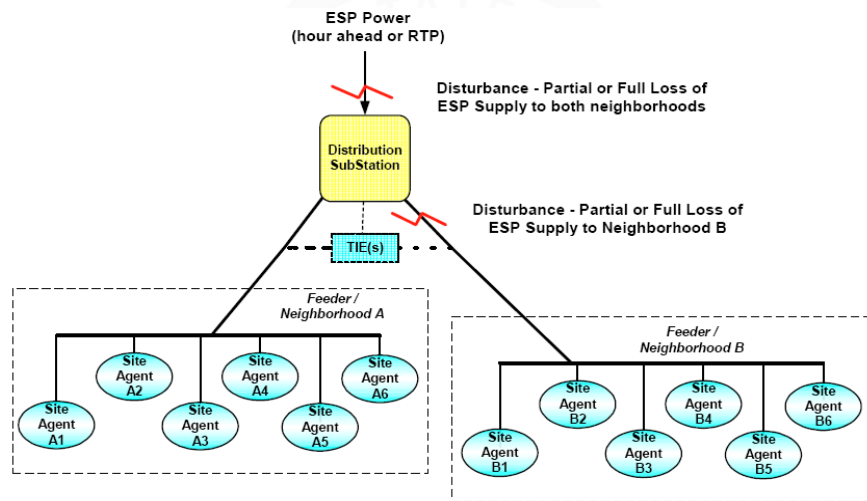 ESP Power
(hour ahead or RTP)
Disturbance - Partial or Full Loss of
ESP Supply to both neighborhoods
Distribution
SubStation
Disturbance - Partial or Full Loss of
ESP Supply to Neighborhood B
TIE(s)
Feeder /
Neighborhood A
Site
Agent
A1
Site
Agent
A2
Site
Agent
A3
Site
Agent
A4
Site
Agent
A5
Site
Agent
A6
Feeder /
Neighborhood B
Site
Agent
B1
Site
Agent
B2
Site
Agent
B3
Site
Agent
B4
Site
Agent
B5
Site
Agent
B6